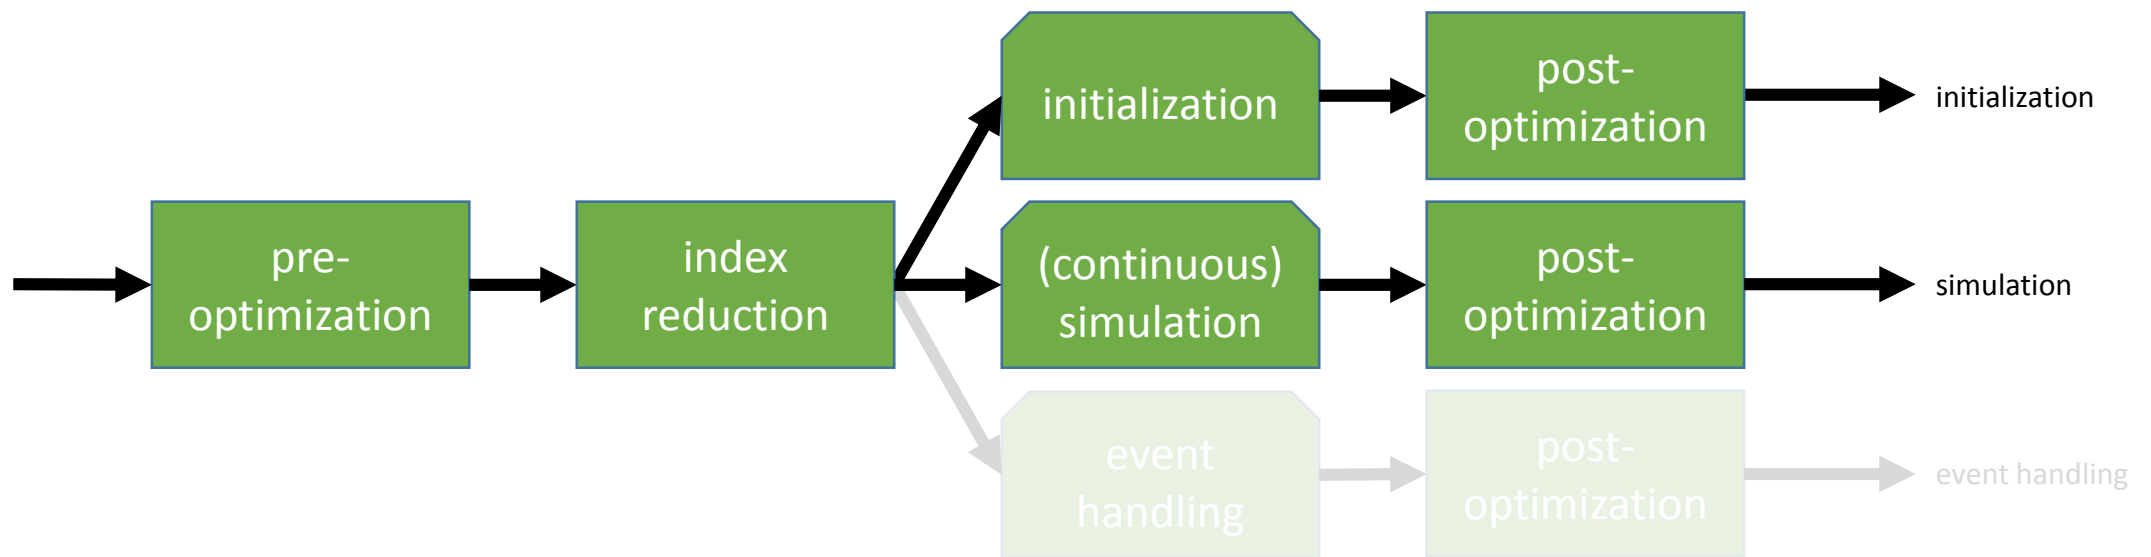 pre-
optimization
index
reduction
initialization
post-
optimization
initialization
(continuous)
simulation
post-
optimization
simulation
event
handling
post-
optimization
event handling